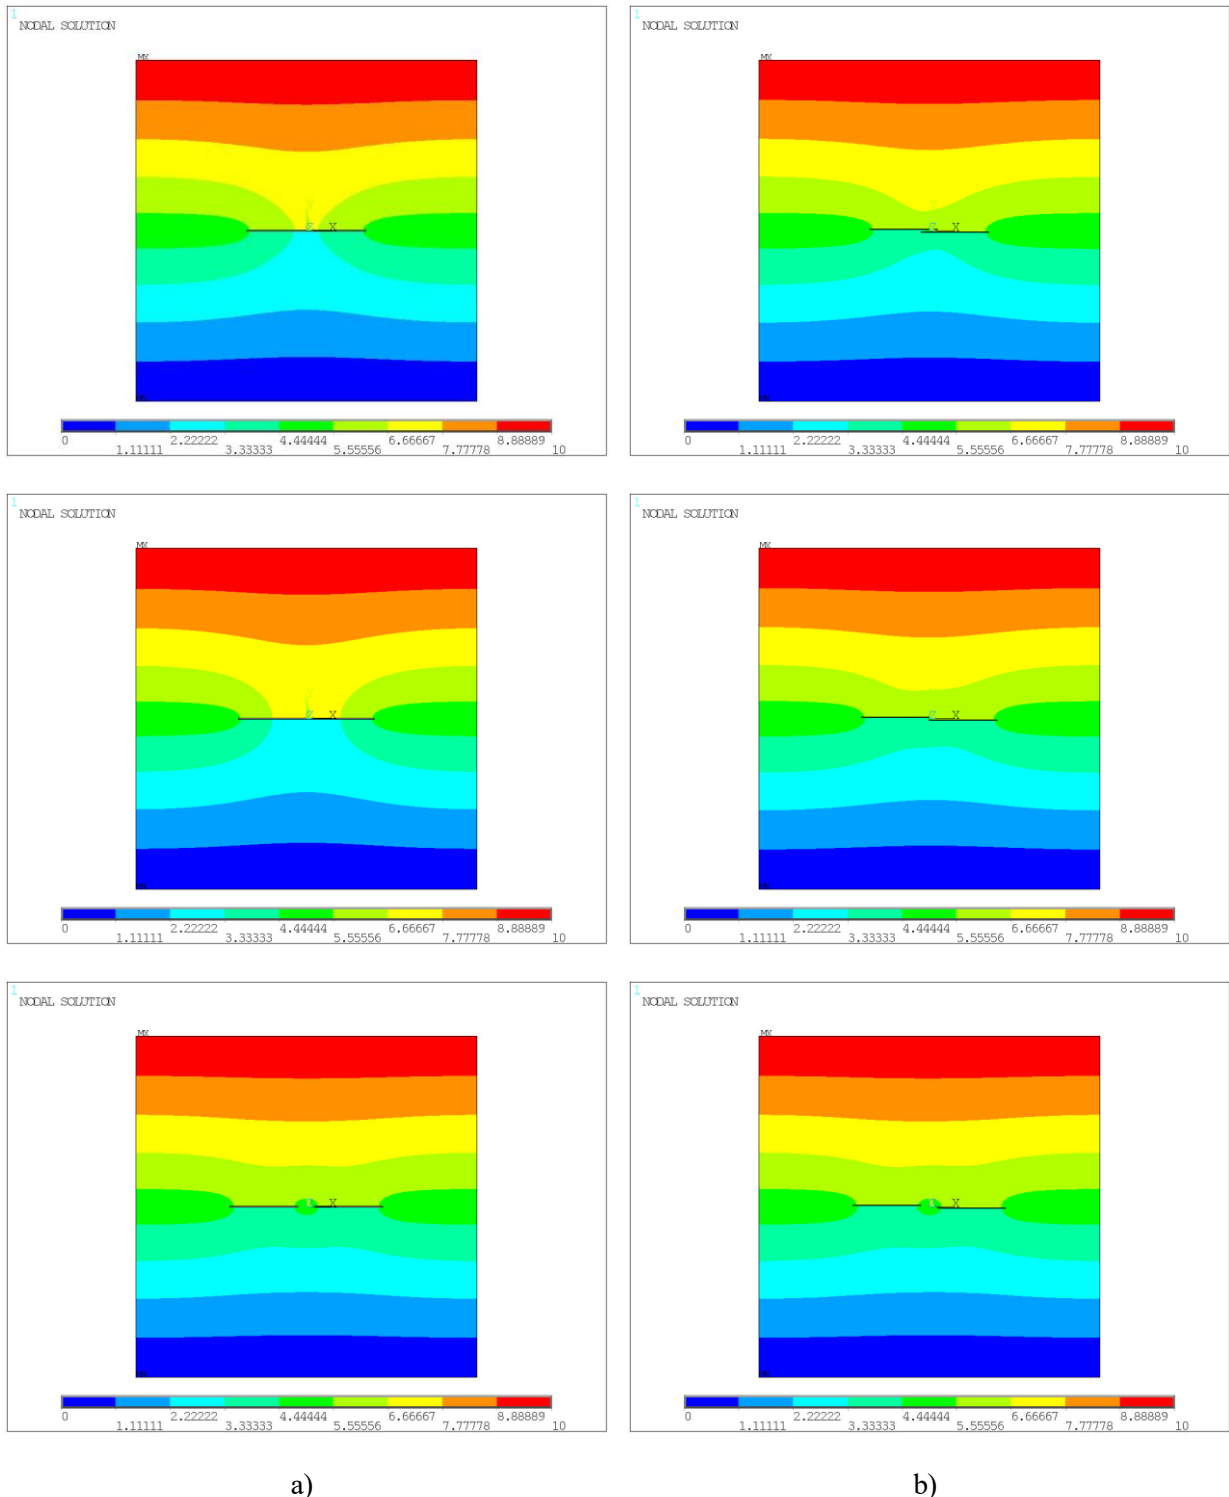 1
NODAL SOLUTION
MX
Y
Z X
0 2.22222 4.44444 6.66667 8.88889
1.11111 3.33333 5.55556 7.77778 10
1
NODAL SOLUTION
MX
Y
Z X
0 2.22222 4.44444 6.66667 8.88889
1.11111 3.33333 5.55556 7.77778 10
1
NODAL SOLUTION
MX
Y
Z X
0 2.22222 4.44444 6.66667 8.88889
1.11111 3.33333 5.55556 7.77778 10
1
NODAL SOLUTION
MX
Y
Z X
0 2.22222 4.44444 6.66667 8.88889
1.11111 3.33333 5.55556 7.77778 10
1
NODAL SOLUTION
MX
X
0 2.22222 4.44444 6.66667 8.88889
1.11111 3.33333 5.55556 7.77778 10
1
NODAL SOLUTION
MX
X
0 2.22222 4.44444 6.66667 8.88889
1.11111 3.33333 5.55556 7.77778 10
a) b)